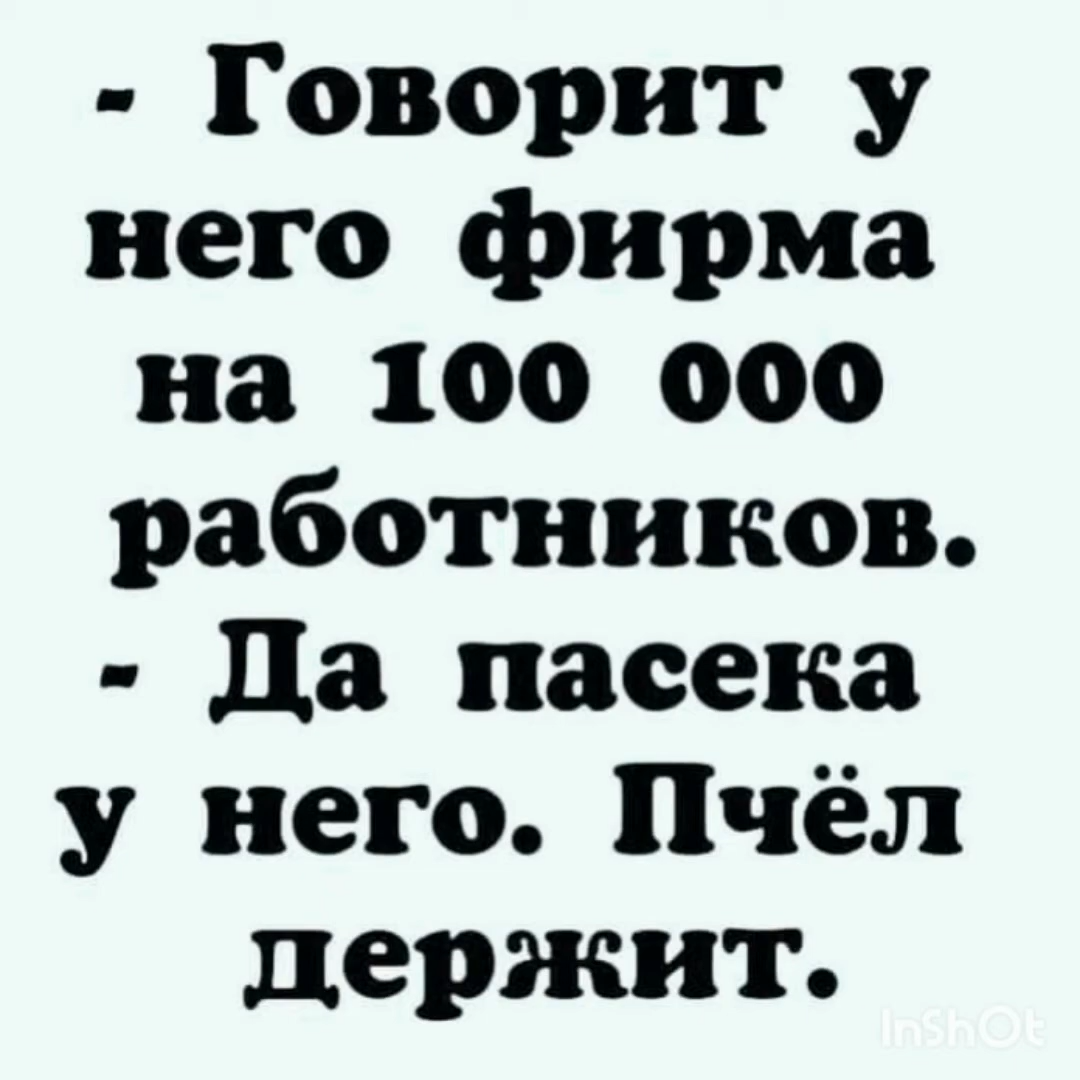 - Говорит у
него фирма
на 100 000
работников.
- Да пасека
у него. Пчёл
держит.
InShOt